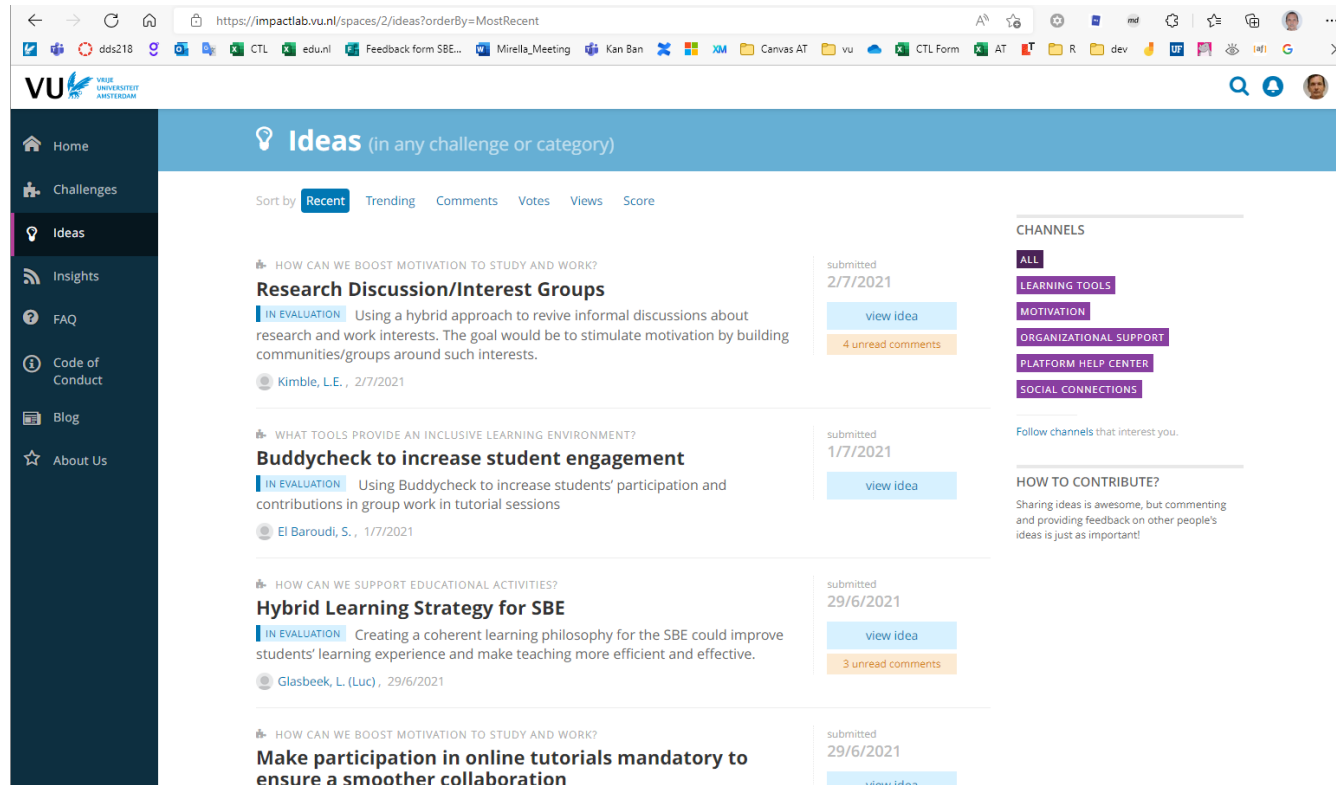 https://impactlab.vu.nl/spaces/2/ideas?orderBy=MostRecent
dds218
CTL
edu.nl
Feedback form SBE...
Mirella_Meeting
Kan Ban
XM
Canvas AT
vu
CTL Form
AT
R
dev
UF
VU
VRIJE
UNIVERSITEIT
AMSTERDAM
Home
Challenges
Ideas
Insights
FAQ
Code of
Conduct
Blog
About Us
Ideas (in any challenge or category)
Sort by Recent Trending Comments Votes Views Score
HOW CAN WE BOOST MOTIVATION TO STUDY AND WORK?
Research Discussion/Interest Groups
IN EVALUATION Using a hybrid approach to revive informal discussions about
research and work interests. The goal would be to stimulate motivation by building
communities/groups around such interests.
Kimble, L.E. , 2/7/2021
submitted
2/7/2021
view idea
4 unread comments
WHAT TOOLS PROVIDE AN INCLUSIVE LEARNING ENVIRONMENT?
Buddycheck to increase student engagement
IN EVALUATION Using Buddycheck to increase students' participation and
contributions in group work in tutorial sessions
El Baroudi, S. , 1/7/2021
submitted
1/7/2021
view idea
HOW CAN WE SUPPORT EDUCATIONAL ACTIVITIES?
Hybrid Learning Strategy for SBE
IN EVALUATION Creating a coherent learning philosophy for the SBE could improve
students' learning experience and make teaching more efficient and effective.
Glasbeek, L. (Luc) , 29/6/2021
submitted
29/6/2021
view idea
3 unread comments
HOW CAN WE BOOST MOTIVATION TO STUDY AND WORK?
Make participation in online tutorials mandatory to
ensure a smoother collaboration
submitted
29/6/2021
view idea
CHANNELS
ALL
LEARNING TOOLS
MOTIVATION
ORGANIZATIONAL SUPPORT
PLATFORM HELP CENTER
SOCIAL CONNECTIONS
Follow channels that interest you.
HOW TO CONTRIBUTE?
Sharing ideas is awesome, but commenting
and providing feedback on other people's
ideas is just as important!